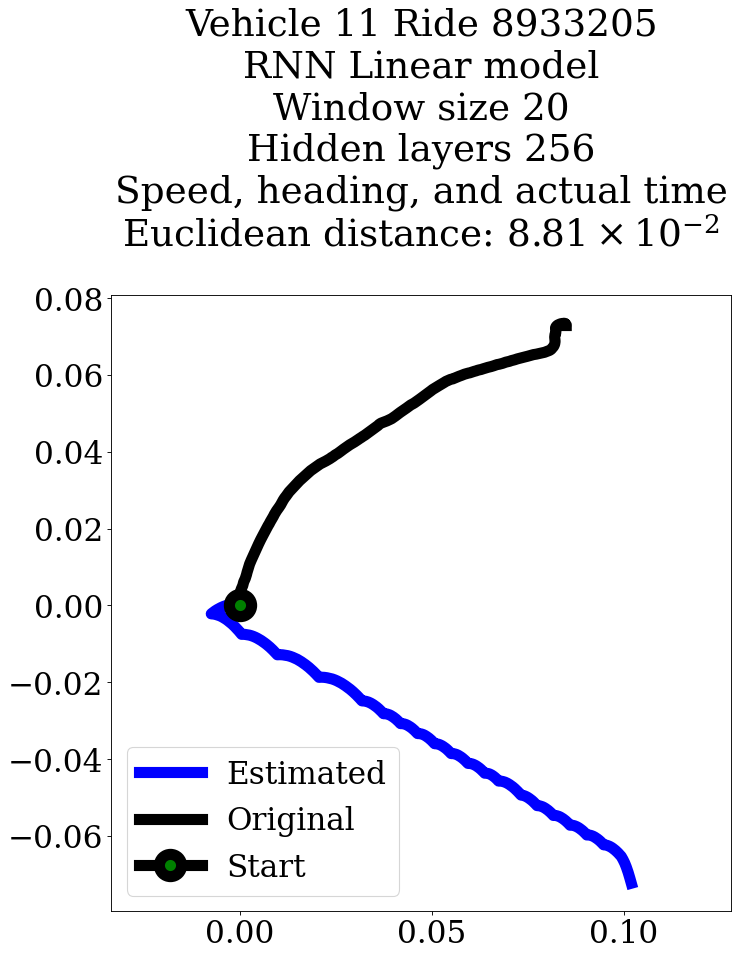 Vehicle 11 Ride 8933205
RNN Linear model
Window size 20
Hidden layers 256
Speed, heading, and actual time
Euclidean distance: 8.81 × 10⁻²
0.08
0.06
0.04
0.02
0.00
−0.02
−0.04
−0.06
Estimated
Original
Start
0.00 0.05 0.10